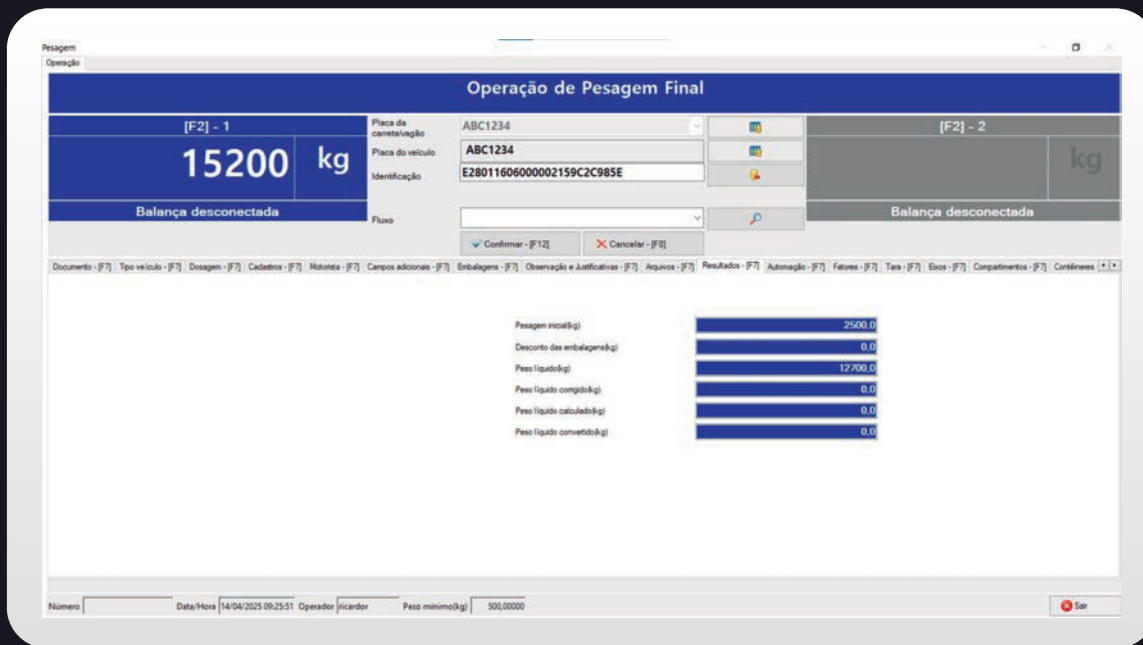 Pesagem
Operação
Operação de Pesagem Final
[F2] - 1
15200 kg
Balança desconectada
Placa da carreta/vagão ABC1234
Placa do veículo ABC1234
Identificação E28011606000002159C2C985E
Fluxo
Confirmar - [F12] Cancelar - [F8]
[F2] - 2
kg
Balança desconectada
Documento - [F7] Tipo veículo - [F7] Dosagem - [F7] Cadastros - [F7] Motorista - [F7] Campos adicionais - [F7] Embalagens - [F7] Observação e Justificativas - [F7] Arquivos - [F7] Resultados - [F7] Automação - [F7] Fatores - [F7] Tara - [F7] Eixos - [F7] Compartimentos - [F7] Contêineres
Pesagem inicial(kg) 2500,0
Desconto das embalagens(kg) 0,0
Peso líquido(kg) 12700,0
Peso líquido corrigido(kg) 0,0
Peso líquido calculado(kg) 0,0
Peso líquido convertido(kg) 0,0
Número Data/Hora 14/04/2025 09:25:51 Operador ricardor Peso mínimo(kg) 500,00000 Sair